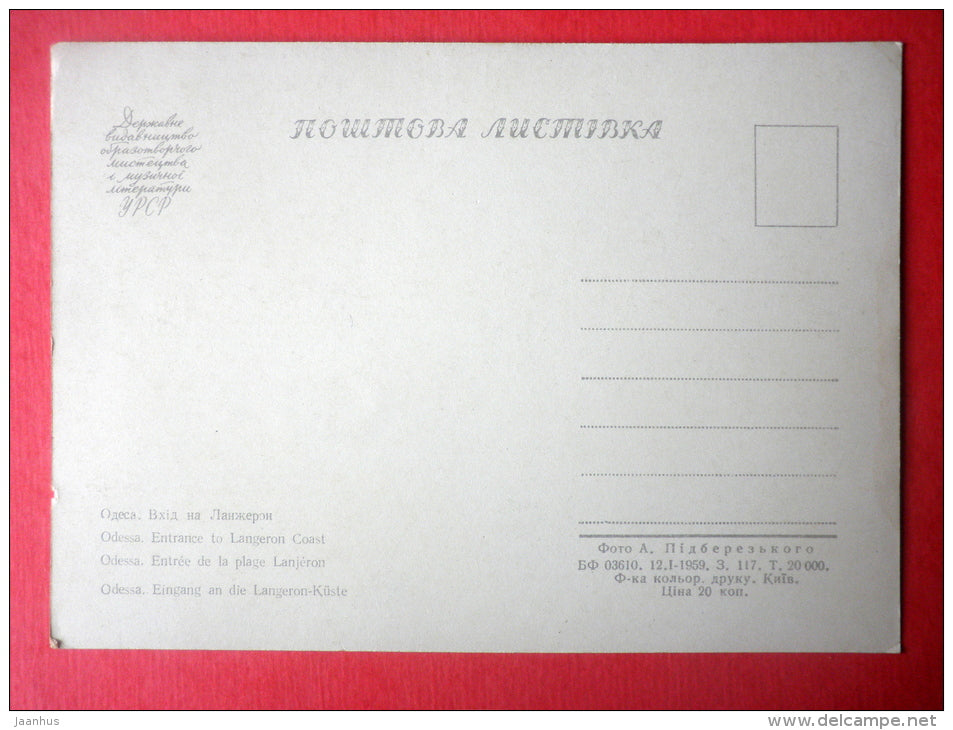 Державне
видавництво
образотворчого
мистецтва
і музичної
літератури
УРСР
ПОШТОВА ЛИСТІВКА
Одеса. Вхід на Ланжерон
Odessa. Entrance to Langeron Coast
Odessa. Entrée de la plage Lanjéron
Odessa. Eingang an die Langeron-Küste
Фото А. Підберезького
БФ 03610. 12.I-1959. З. 117. Т. 20 000.
Ф-ка кольор. друку. Київ.
Ціна 20 коп.
Jaanhus
delcampe.net